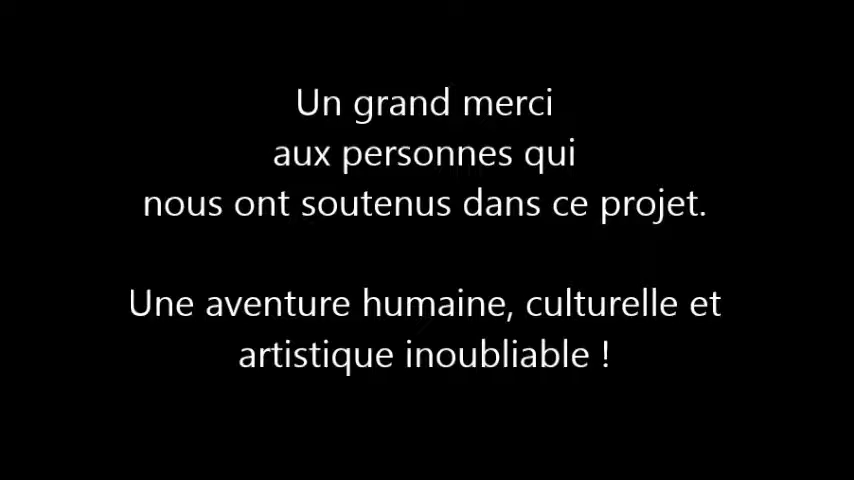 Un grand merci
aux personnes qui
nous ont soutenus dans ce projet.
Une aventure humaine, culturelle et
artistique inoubliable !